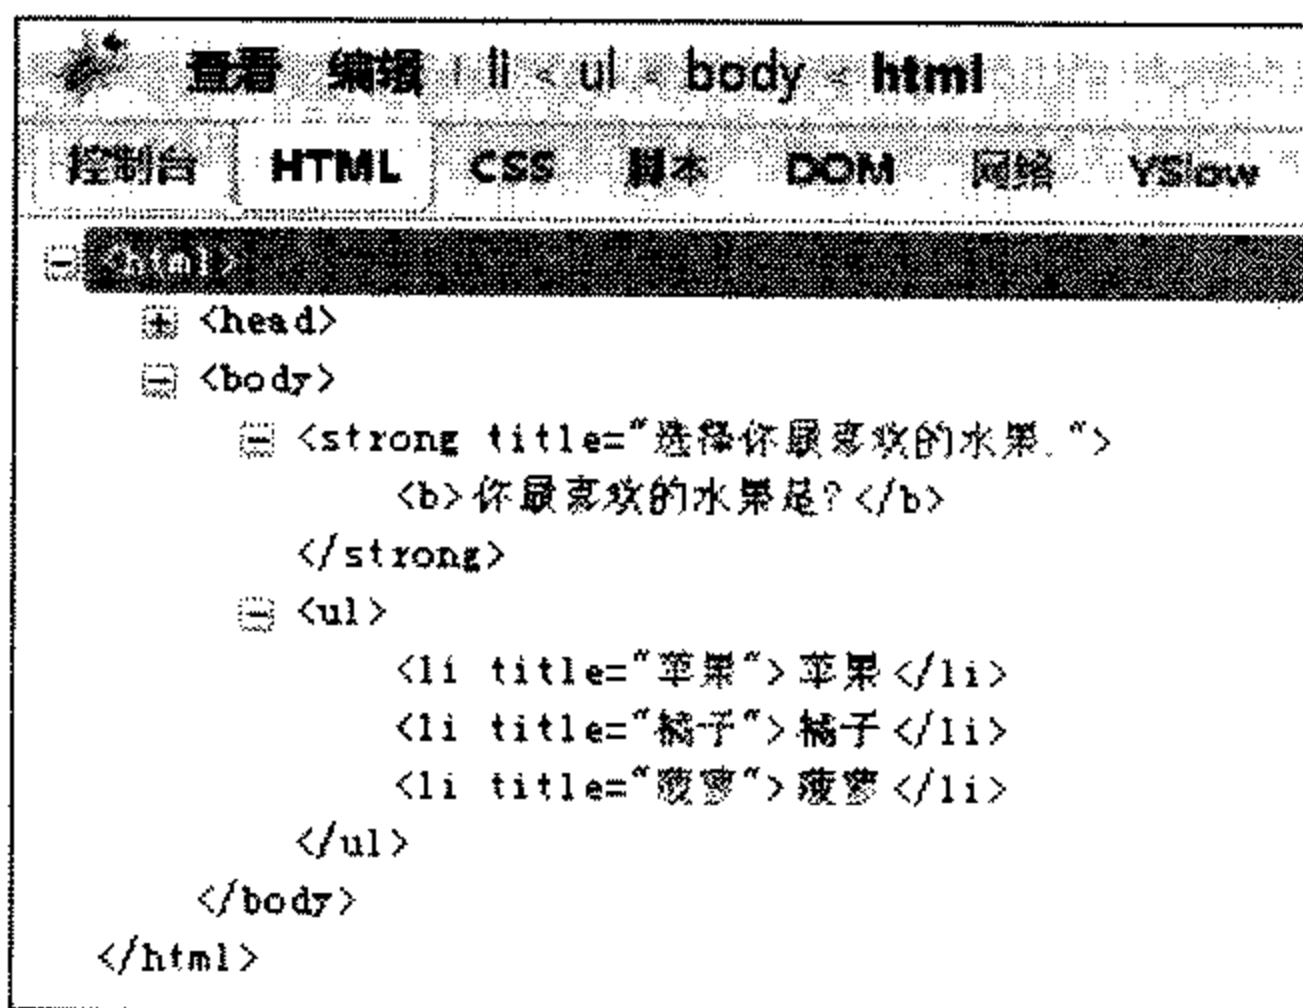 查看 编辑 li < ul < body < html
控制台 HTML CSS 脚本 DOM 网络 YSlow
<html>
<head>
<body>
<strong title="选择你最喜欢的水果.">
<b>你最喜欢的水果是?</b>
</strong>
<ul>
<li title="苹果">苹果</li>
<li title="橘子">橘子</li>
<li title="菠萝">菠萝</li>
</ul>
</body>
</html>